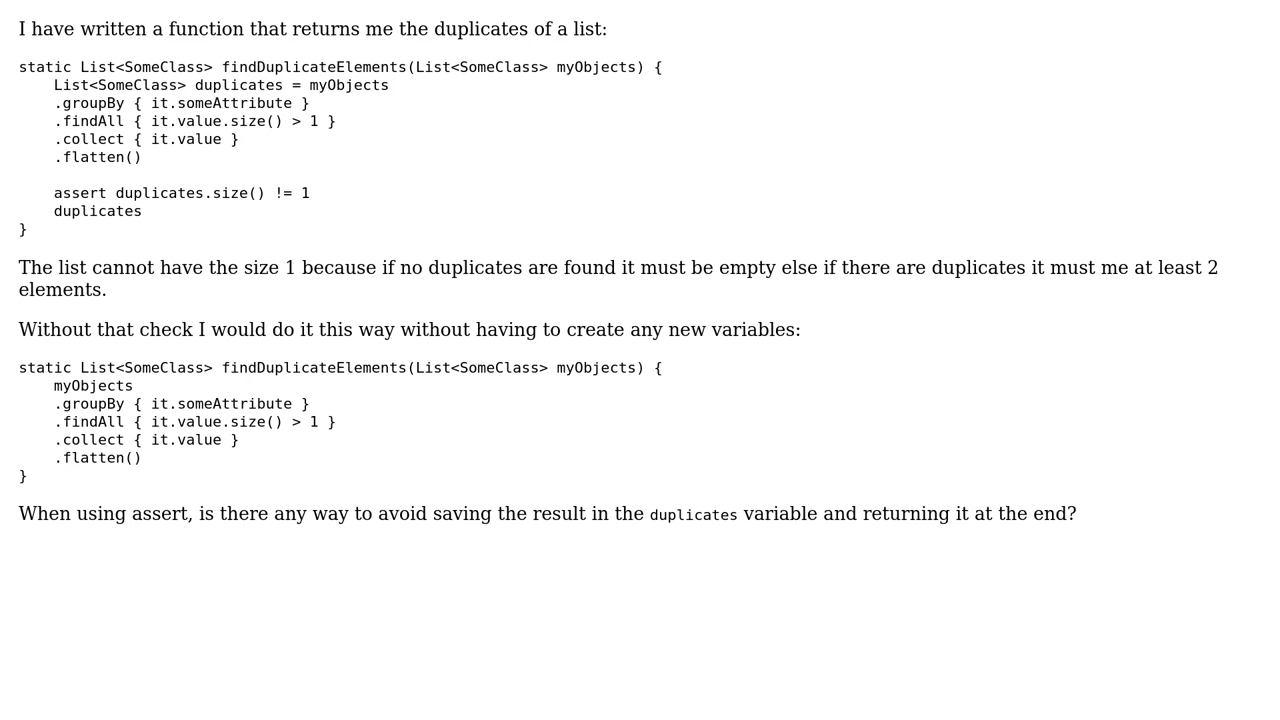 I have written a function that returns me the duplicates of a list:
static List<SomeClass> findDuplicateElements(List<SomeClass> myObjects) {
    List<SomeClass> duplicates = myObjects
    .groupBy { it.someAttribute }
    .findAll { it.value.size() > 1 }
    .collect { it.value }
    .flatten()

    assert duplicates.size() != 1
    duplicates
}
The list cannot have the size 1 because if no duplicates are found it must be empty else if there are duplicates it must me at least 2
elements.
Without that check I would do it this way without having to create any new variables:
static List<SomeClass> findDuplicateElements(List<SomeClass> myObjects) {
    myObjects
    .groupBy { it.someAttribute }
    .findAll { it.value.size() > 1 }
    .collect { it.value }
    .flatten()
}
When using assert, is there any way to avoid saving the result in the duplicates variable and returning it at the end?